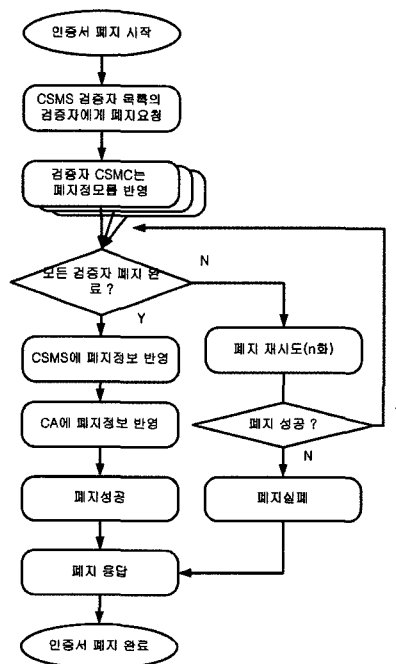 인증서 폐지 시작
CSMS 검증자 목록의
검증자에게 폐지요청
검증자 CSMC는
폐지정보를 반영
모든 검증자 폐지 완
료 ?
N
Y
CSMS에 폐지정보 반영
폐지 재시도(n회)
CA에 폐지정보 반영
폐지 성공 ?
N
폐지성공
폐지실폐
폐지 응답
인증서 폐지 완료